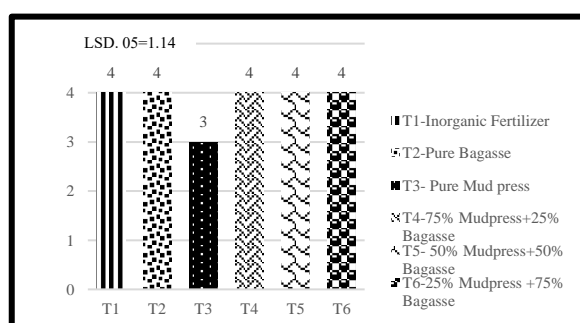 LSD. 05=1.14
4 4 4 4 4
3
4
3
2
1
0
T1 T2 T3 T4 T5 T6
T1-Inorganic Fertilizer
T2-Pure Bagasse
T3- Pure Mud press
T4-75% Mudpress+25%
Bagasse
T5- 50% Mudpress+50%
Bagasse
T6-25% Mudpress +75%
Bagasse